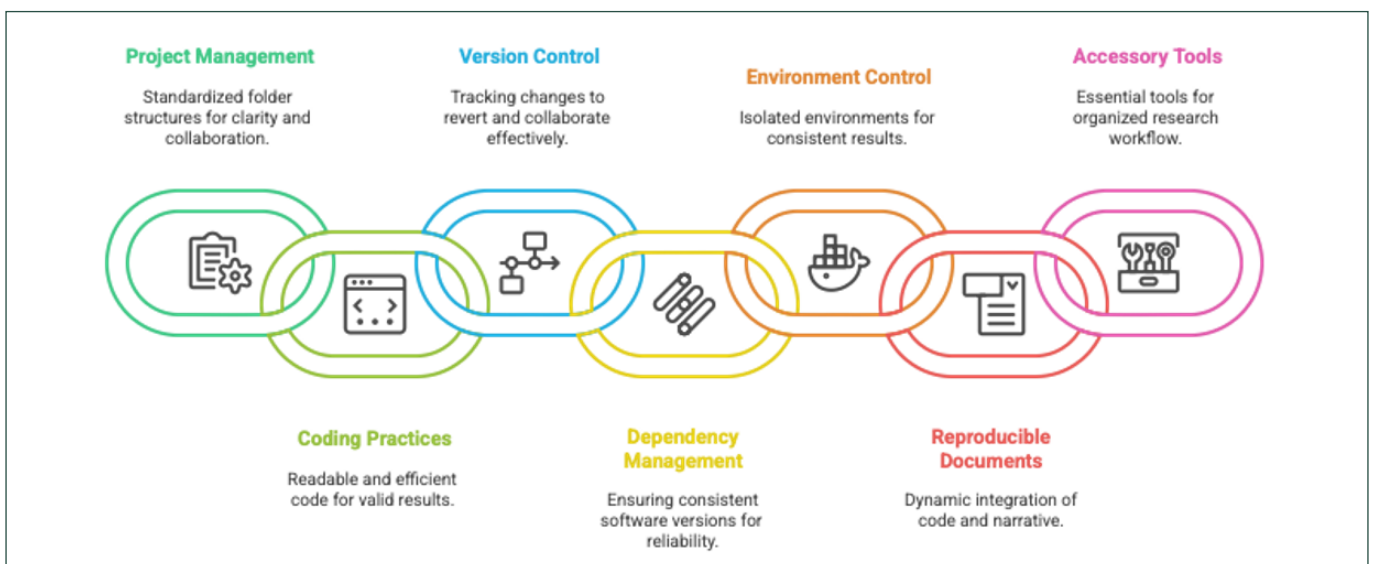 Project Management
Standardized folder
structures for clarity and
collaboration.
Version Control
Tracking changes to
revert and collaborate
effectively.
Environment Control
Isolated environments for
consistent results.
Accessory Tools
Essential tools for
organized research
workflow.
Coding Practices
Readable and efficient
code for valid results.
Dependency
Management
Ensuring consistent
software versions for
reliability.
Reproducible
Documents
Dynamic integration of
code and narrative.